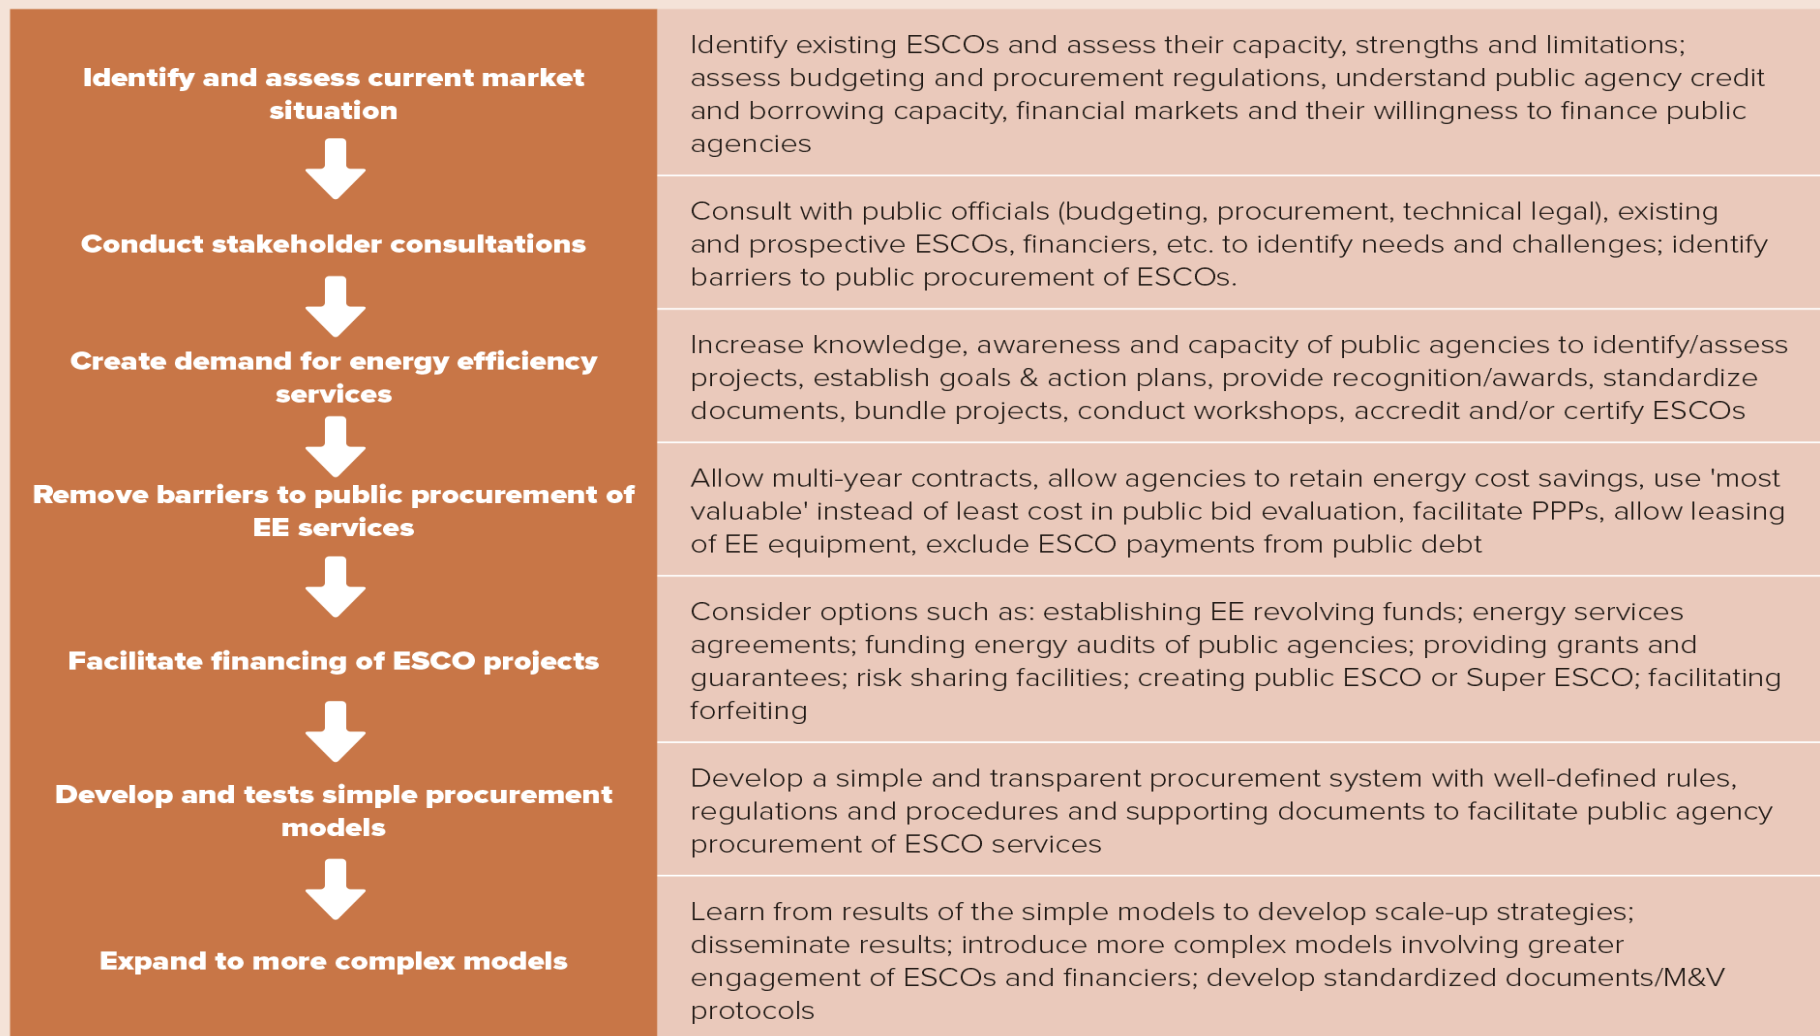 Identify and assess current market
situation
Identify existing ESCOs and assess their capacity, strengths and limitations;
assess budgeting and procurement regulations, understand public agency credit
and borrowing capacity, financial markets and their willingness to finance public
agencies
Conduct stakeholder consultations
Consult with public officials (budgeting, procurement, technical legal), existing
and prospective ESCOs, financiers, etc. to identify needs and challenges; identify
barriers to public procurement of ESCOs.
Create demand for energy efficiency
services
Increase knowledge, awareness and capacity of public agencies to identify/assess
projects, establish goals & action plans, provide recognition/awards, standardize
documents, bundle projects, conduct workshops, accredit and/or certify ESCOs
Remove barriers to public procurement of
EE services
Allow multi-year contracts, allow agencies to retain energy cost savings, use 'most
valuable' instead of least cost in public bid evaluation, facilitate PPPs, allow leasing
of EE equipment, exclude ESCO payments from public debt
Facilitate financing of ESCO projects
Consider options such as: establishing EE revolving funds; energy services
agreements; funding energy audits of public agencies; providing grants and
guarantees; risk sharing facilities; creating public ESCO or Super ESCO; facilitating
forfeiting
Develop and tests simple procurement
models
Develop a simple and transparent procurement system with well-defined rules,
regulations and procedures and supporting documents to facilitate public agency
procurement of ESCO services
Expand to more complex models
Learn from results of the simple models to develop scale-up strategies;
disseminate results; introduce more complex models involving greater
engagement of ESCOs and financiers; develop standardized documents/M&V
protocols